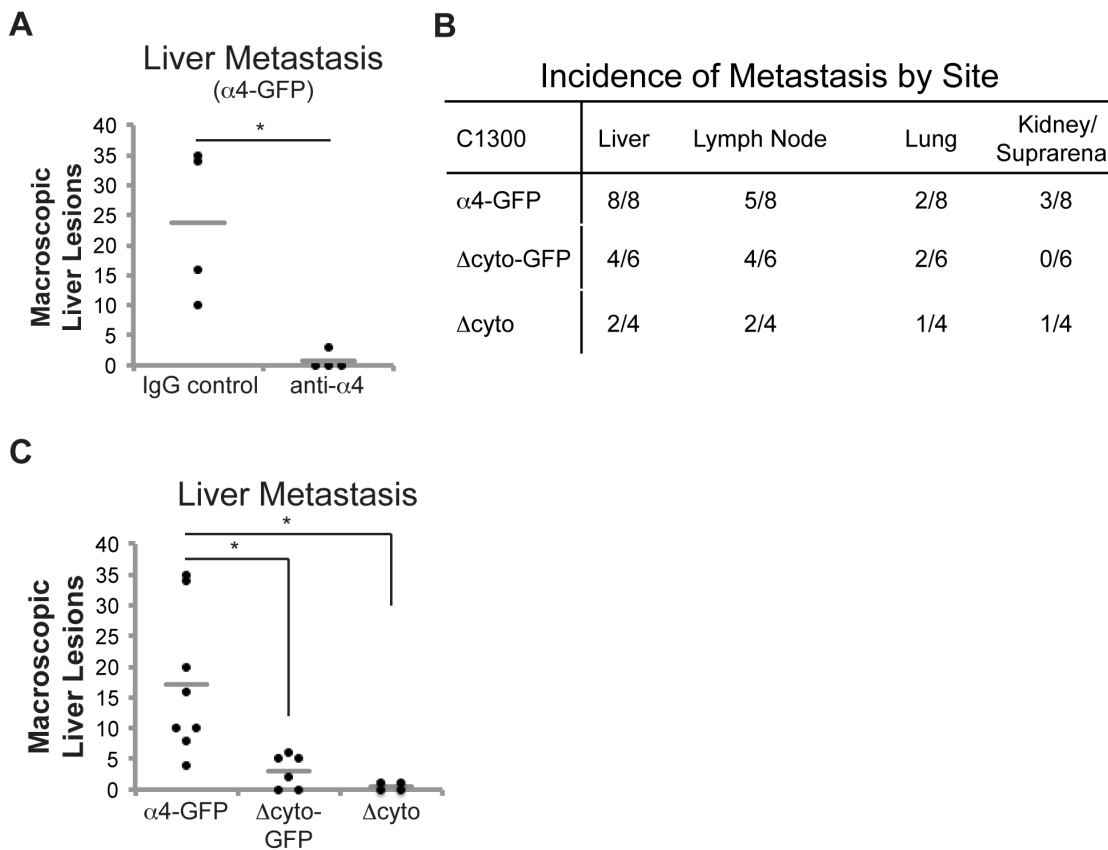 A
Liver Metastasis
(α4-GFP)
*
Macroscopic
Liver Lesions
40
35
30
25
20
15
10
5
0
IgG control
anti-α4
B
Incidence of Metastasis by Site
C1300 Liver Lymph Node Lung Kidney/
Suprarena
α4-GFP 8/8 5/8 2/8 3/8
Δcyto-GFP 4/6 4/6 2/6 0/6
Δcyto 2/4 2/4 1/4 1/4
C
Liver Metastasis
*
*
Macroscopic
Liver Lesions
40
35
30
25
20
15
10
5
0
α4-GFP
Δcyto-
GFP
Δcyto